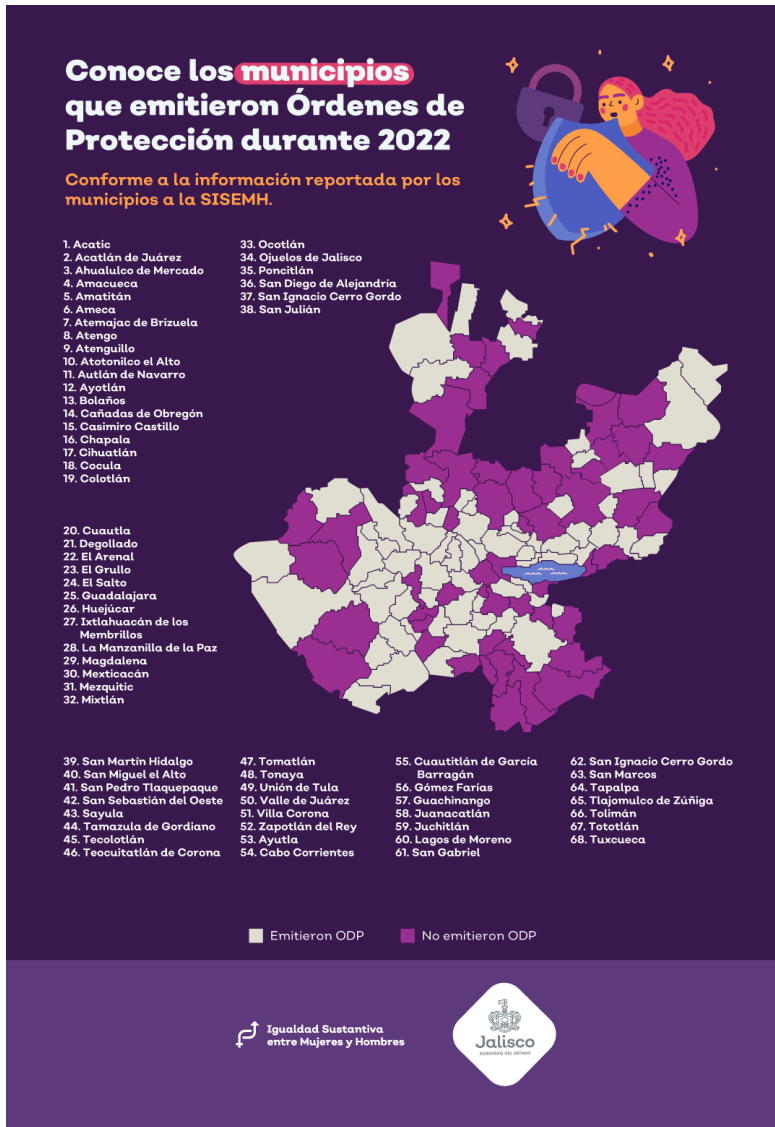 Conoce los municipios
que emitieron Órdenes de
Protección durante 2022
Conforme a la información reportada por los
municipios a la SISEMH.
1. Acatic
2. Acatlán de Juárez
3. Ahualulco de Mercado
4. Amacueca
5. Amatitán
6. Ameca
7. Atemajac de Brizuela
8. Atengo
9. Atenguillo
10. Atotonilco el Alto
11. Autlán de Navarro
12. Ayotlán
13. Bolaños
14. Cañadas de Obregón
15. Casimiro Castillo
16. Chapala
17. Cihuatlán
18. Cocula
19. Colotlán
20. Cuautla
21. Degollado
22. El Arenal
23. El Grullo
24. El Salto
25. Guadalajara
26. Huejúcar
27. Ixtlahuacán de los
Membrillos
28. La Manzanilla de la Paz
29. Magdalena
30. Mexticacán
31. Mezquitic
32. Mixtlán
33. Ocotlán
34. Ojuelos de Jalisco
35. Poncitlán
36. San Diego de Alejandría
37. San Ignacio Cerro Gordo
38. San Julián
39. San Martín Hidalgo
40. San Miguel el Alto
41. San Pedro Tlaquepaque
42. San Sebastián del Oeste
43. Sayula
44. Tamazula de Gordiano
45. Tecolotlán
46. Teocuitatlán de Corona
47. Tomatlán
48. Tonaya
49. Unión de Tula
50. Valle de Juárez
51. Villa Corona
52. Zapotlán del Rey
53. Ayutla
54. Cabo Corrientes
55. Cuautitlán de García
Barragán
56. Gómez Farías
57. Guachinango
58. Juanacatlán
59. Juchitlán
60. Lagos de Moreno
61. San Gabriel
62. San Ignacio Cerro Gordo
63. San Marcos
64. Tapalpa
65. Tlajomulco de Zúñiga
66. Tolimán
67. Tototlán
68. Tuxcueca
Emitieron ODP
No emitieron ODP
Igualdad Sustantiva
entre Mujeres y Hombres
Jalisco
GOBIERNO DEL ESTADO